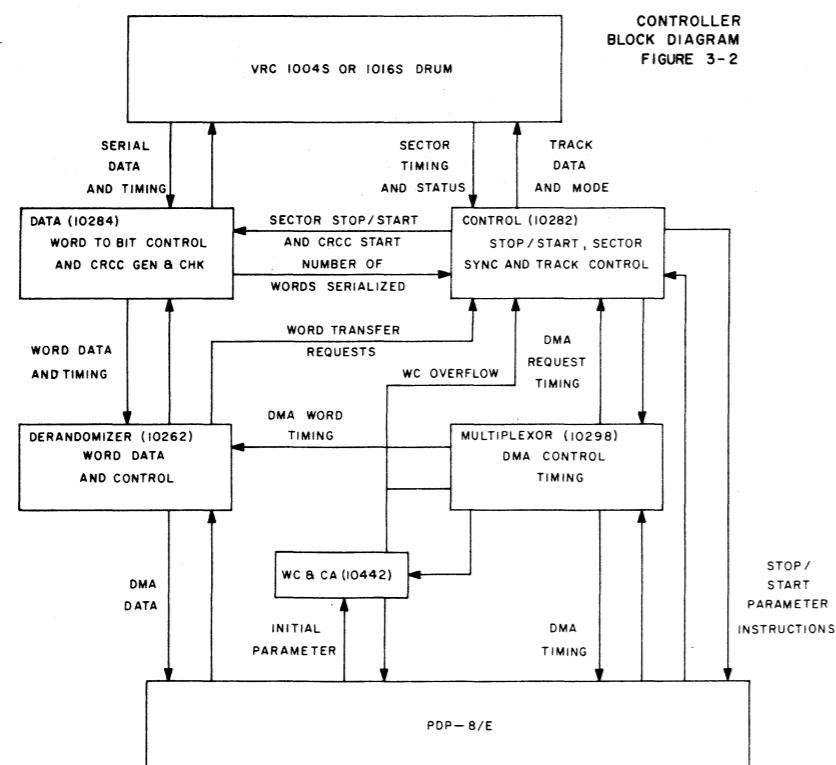 CONTROLLER
BLOCK DIAGRAM
FIGURE 3-2
VRC 1004S OR 1016S DRUM
SERIAL
DATA
AND TIMING
SECTOR
TIMING
AND STATUS
TRACK
DATA
AND MODE
DATA (10284)
WORD TO BIT CONTROL
AND CRCC GEN & CHK
SECTOR STOP/START
AND CRCC START
NUMBER OF
WORDS SERIALIZED
CONTROL (10282)
STOP/START, SECTOR
SYNC AND TRACK CONTROL
WORD DATA
AND TIMING
WORD TRANSFER
REQUESTS
WC OVERFLOW
DMA
REQUEST
TIMING
DERANDOMIZER (10262)
WORD DATA
AND CONTROL
DMA WORD
TIMING
MULTIPLEXOR (10298)
DMA CONTROL
TIMING
DMA
DATA
WC & CA (10442)
INITIAL
PARAMETER
DMA
TIMING
STOP/
START
PARAMETER
INSTRUCTIONS
PDP-8/E